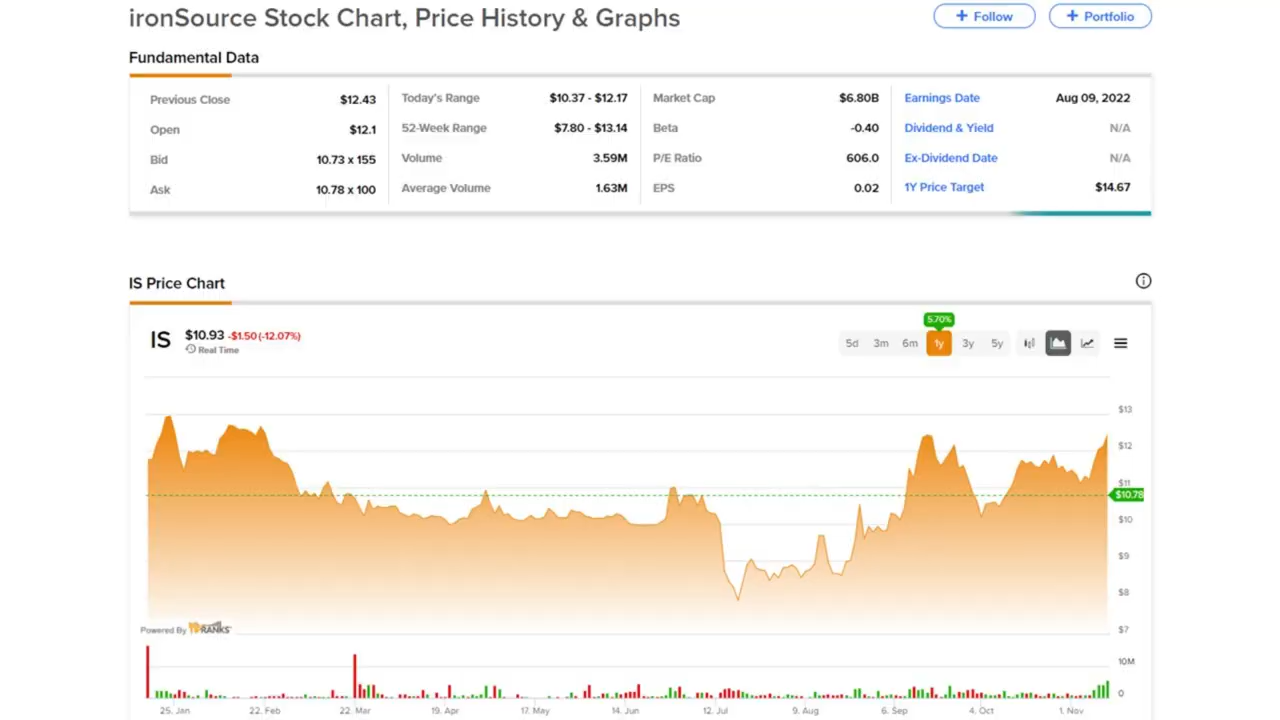 ironSource Stock Chart, Price History & Graphs
+ Follow
+ Portfolio
Fundamental Data
Previous Close $12.43
Open $12.1
Bid 10.73 x 155
Ask 10.78 x 100
Today's Range $10.37 - $12.17
52-Week Range $7.80 - $13.14
Volume 3.59M
Average Volume 1.63M
Market Cap $6.80B
Beta -0.40
P/E Ratio 606.0
EPS 0.02
Earnings Date Aug 09, 2022
Dividend & Yield N/A
Ex-Dividend Date N/A
1Y Price Target $14.67
IS Price Chart
IS $10.93 -$1.50 (-12.07%)
Real Time
5.70%
5d 3m 6m 1y 3y 5y
$13
$12
$11
$10.78
$10
$9
$8
$7
Powered By TIPRANKS
10M
0
25. Jan 22. Feb 22. Mar 19. Apr 17. May 14. Jun 12. Jul 9. Aug 6. Sep 4. Oct 1. Nov